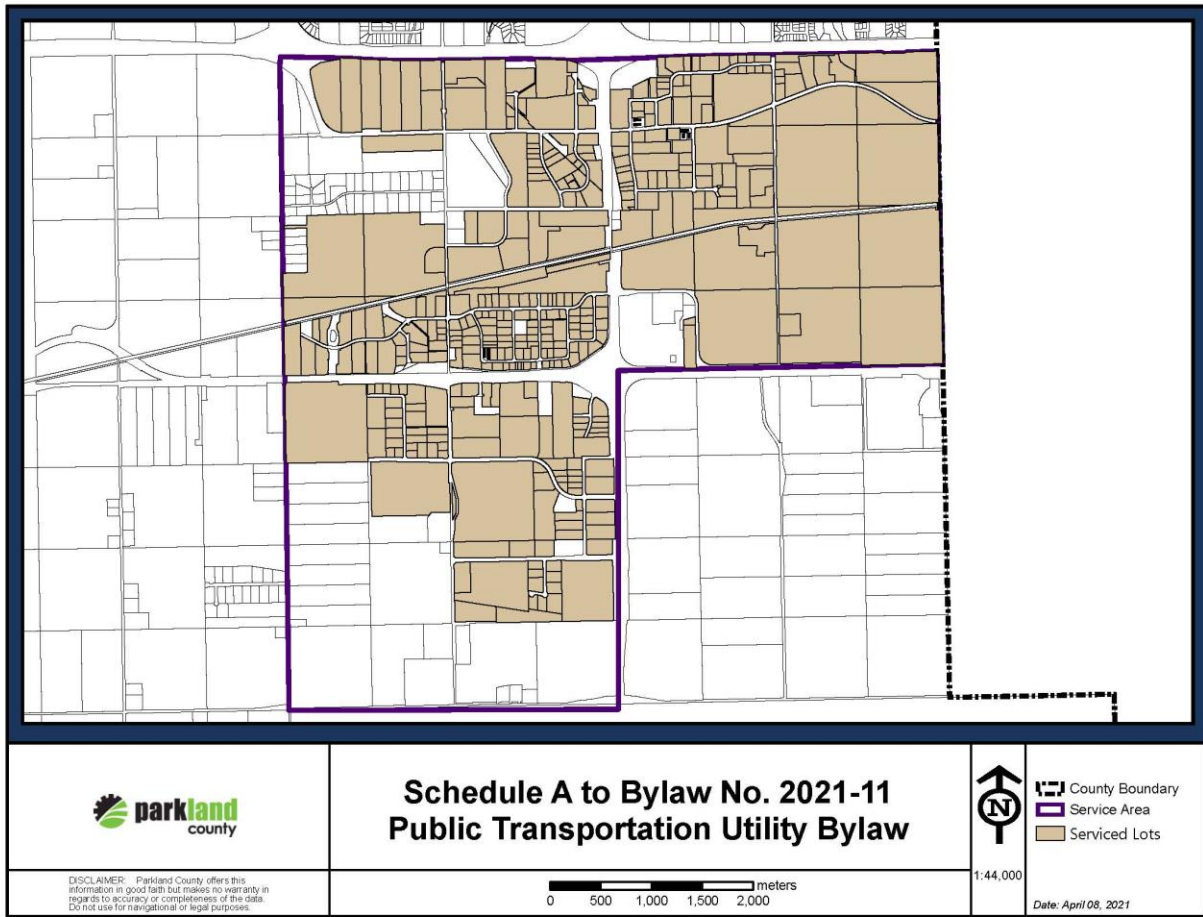 parkland
county
DISCLAIMER: Parkland County offers this
information in good faith but makes no warranty in
regards to accuracy or completeness of the data.
Do not use for navigational or legal purposes.
Schedule A to Bylaw No. 2021-11
Public Transportation Utility Bylaw
meters
0 500 1,000 1,500 2,000
N
1:44,000
County Boundary
Service Area
Serviced Lots
Date: April 08, 2021